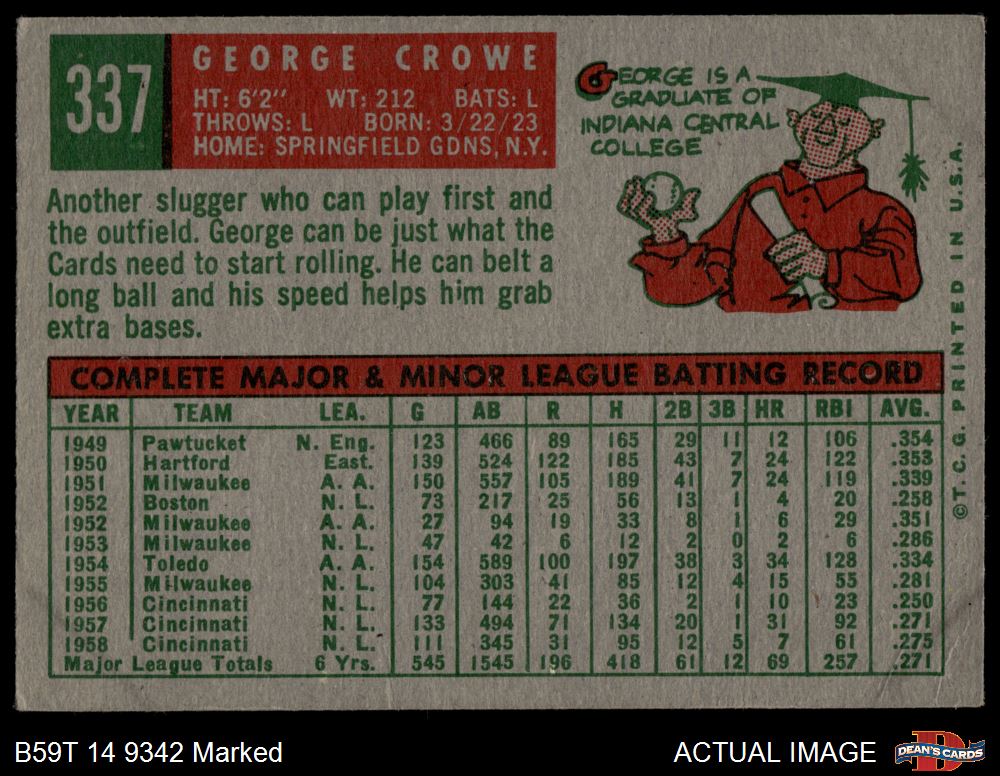 337
GEORGE CROWE
HT: 6'2" WT: 212 BATS: L
THROWS: L BORN: 3/22/23
HOME: SPRINGFIELD GDNS, N.Y.
GEORGE IS A
GRADUATE OF
INDIANA CENTRAL
COLLEGE
Another slugger who can play first and
the outfield. George can be just what the
Cards need to start rolling. He can belt a
long ball and his speed helps him grab
extra bases.
COMPLETE MAJOR & MINOR LEAGUE BATTING RECORD
YEAR TEAM LEA. G AB R H 2B 3B HR RBI AVG.
1949 Pawtucket N. Eng. 123 466 89 165 29 11 12 106 .354
1950 Hartford East. 139 524 122 185 43 7 24 122 .353
1951 Milwaukee A. A. 150 557 105 189 41 7 24 119 .339
1952 Boston N. L. 73 217 25 56 13 1 4 20 .258
1952 Milwaukee A. A. 27 94 19 33 8 1 6 29 .351
1953 Milwaukee N. L. 47 42 6 12 2 0 2 6 .286
1954 Toledo A. A. 154 589 100 197 38 3 34 128 .334
1955 Milwaukee N. L. 104 303 41 85 12 4 15 55 .281
1956 Cincinnati N. L. 77 144 22 36 2 1 10 23 .250
1957 Cincinnati N. L. 133 494 71 134 20 1 31 92 .271
1958 Cincinnati N. L. 111 345 31 95 12 5 7 61 .275
Major League Totals 6 Yrs. 545 1545 196 418 61 12 69 257 .271
©T. C. G. PRINTED IN U.S.A.
B59T 14 9342 Marked
ACTUAL IMAGE
DEAN'S CARDS